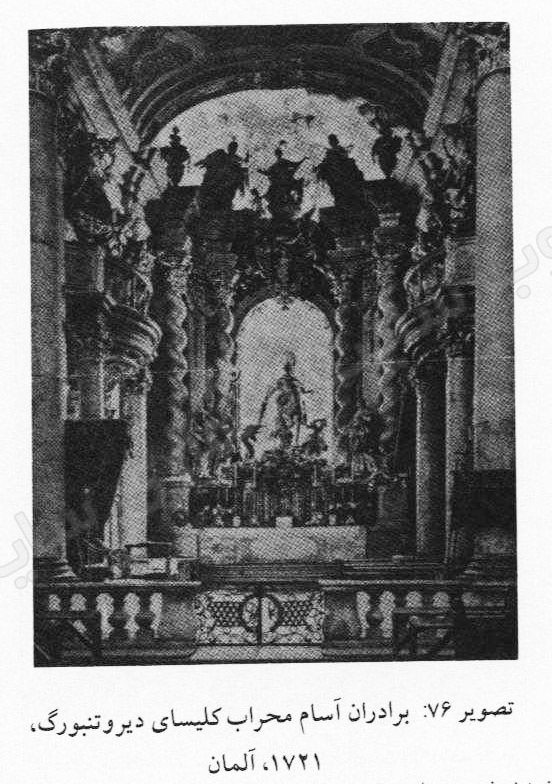 تصویر ۷۶: برادران آسام محراب کلیسای دیروتنبورگ،
۱۷۲۱، آلمان